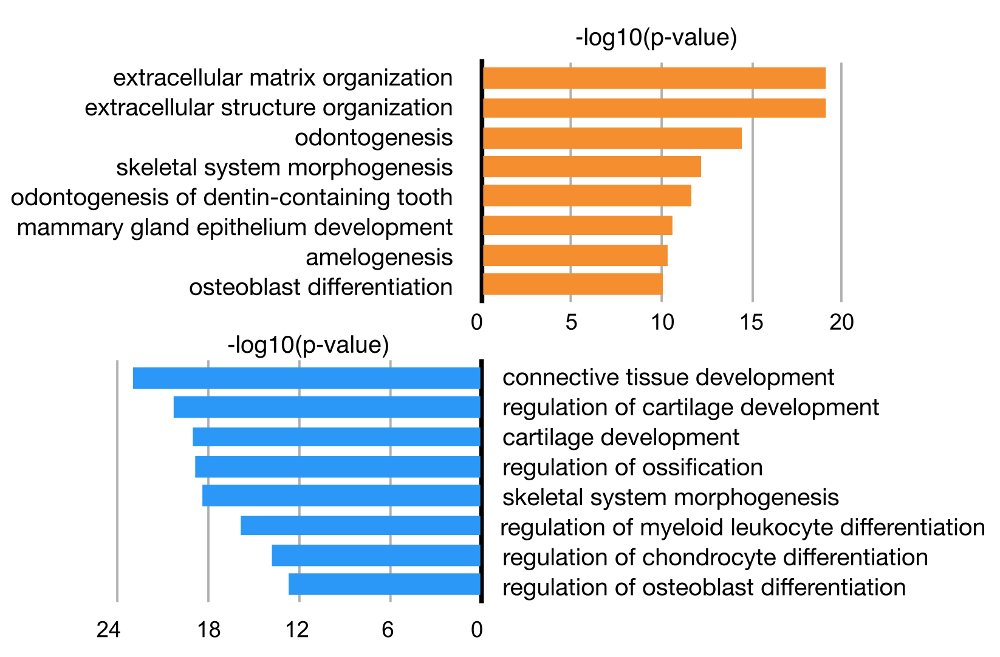 -log10(p-value)
extracellular matrix organization
extracellular structure organization
odontogenesis
skeletal system morphogenesis
odontogenesis of dentin-containing tooth
mammary gland epithelium development
amelogenesis
osteoblast differentiation
0 5 10 15 20
-log10(p-value)
connective tissue development
regulation of cartilage development
cartilage development
regulation of ossification
skeletal system morphogenesis
regulation of myeloid leukocyte differentiation
regulation of chondrocyte differentiation
regulation of osteoblast differentiation
24 18 12 6 0